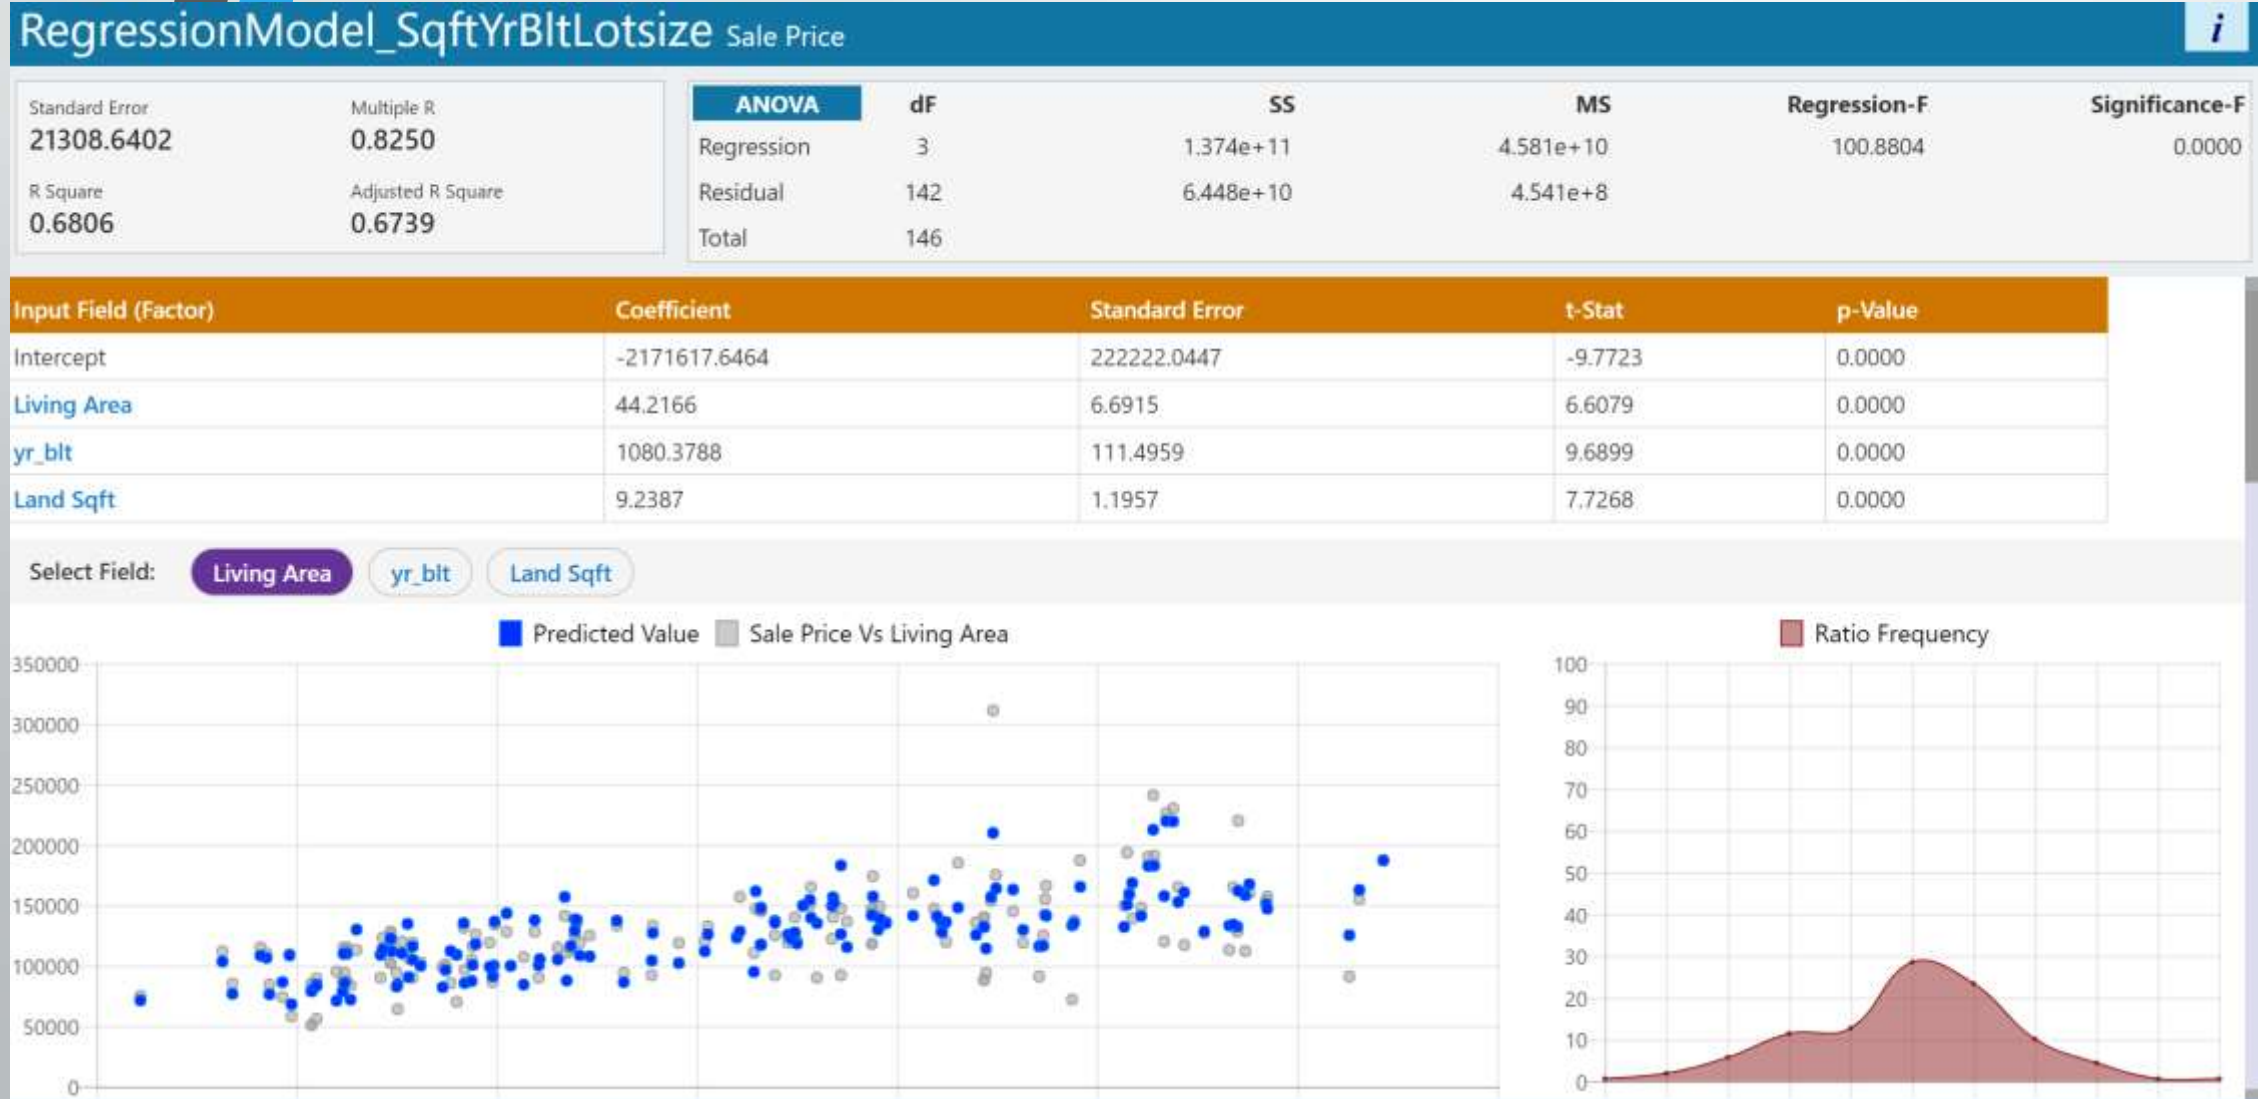 RegressionModel_SqftYrBltLotsize Sale Price
i
Standard Error Multiple R
21308.6402 0.8250
R Square Adjusted R Square
0.6806 0.6739
ANOVA dF SS MS Regression-F Significance-F
Regression 3 1.374e+11 4.581e+10 100.8804 0.0000
Residual 142 6.448e+10 4.541e+8
Total 146
Input Field (Factor) Coefficient Standard Error t-Stat p-Value
Intercept -2171617.6464 222222.0447 -9.7723 0.0000
Living Area 44.2166 6.6915 6.6079 0.0000
yr_blt 1080.3788 111.4959 9.6899 0.0000
Land Sqft 9.2387 1.1957 7.7268 0.0000
Select Field: Living Area yr_blt Land Sqft
Predicted Value Sale Price Vs Living Area
350000
300000
250000
200000
150000
100000
50000
0
Ratio Frequency
100
90
80
70
60
50
40
30
20
10
0